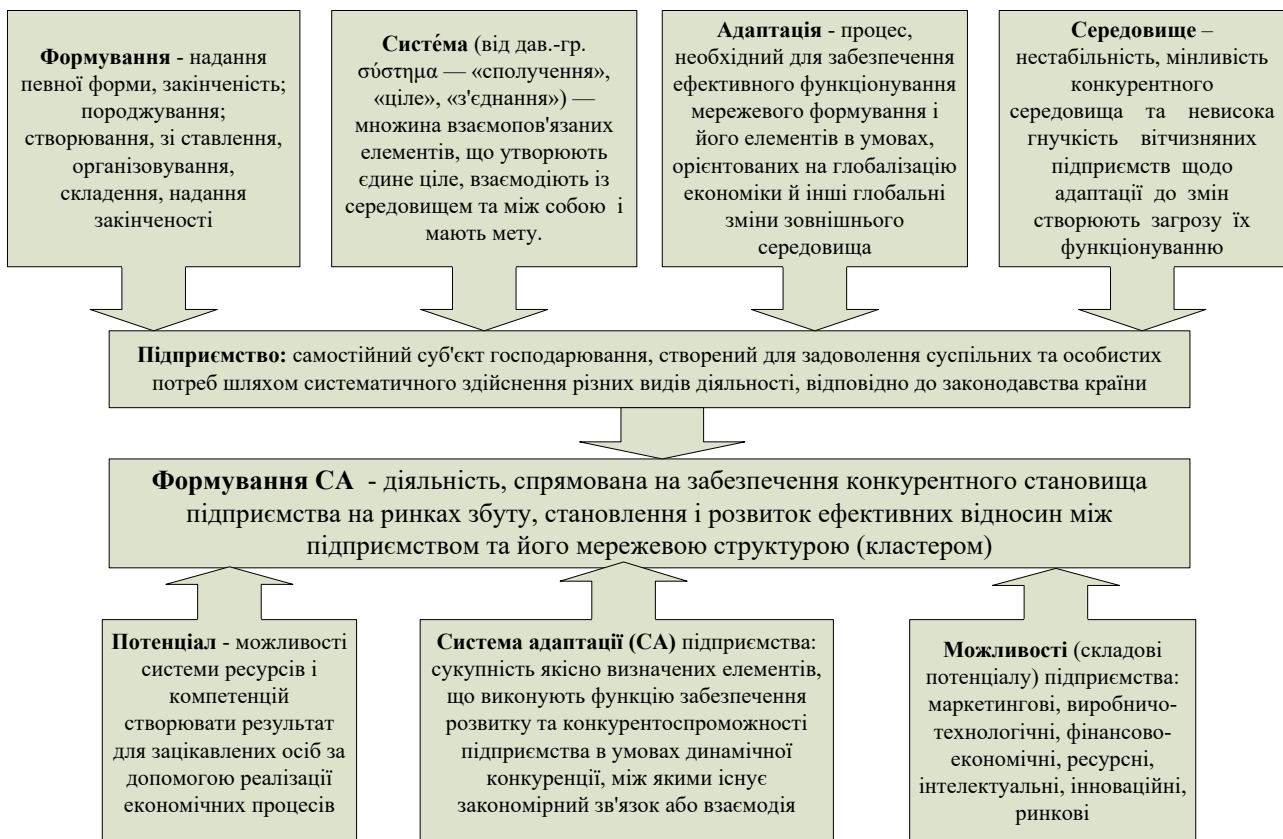 Формування - надання
певної форми, закінченість;
породжування;
створювання, зі ставлення,
організовування,
складення, надання
закінченості
Систе́ма (від дав.-гр.
σύστημα — «сполучення»,
«ціле», «з'єднання») —
множина взаємопов'язаних
елементів, що утворюють
єдине ціле, взаємодіють із
середовищем та між собою і
мають мету.
Адаптація - процес,
необхідний для забезпечення
ефективного функціонування
мережевого формування і
його елементів в умовах,
орієнтованих на глобалізацію
економіки й інші глобальні
зміни зовнішнього
середовища
Середовище –
нестабільність, мінливість
конкурентного
середовища та невисока
гнучкість вітчизняних
підприємств щодо
адаптації до змін
створюють загрозу їх
функціонуванню
Підприємство: самостійний суб'єкт господарювання, створений для задоволення суспільних та особистих
потреб шляхом систематичного здійснення різних видів діяльності, відповідно до законодавства країни
Формування СА - діяльність, спрямована на забезпечення конкурентного становища
підприємства на ринках збуту, становлення і розвиток ефективних відносин між
підприємством та його мережевою структурою (кластером)
Потенціал - можливості
системи ресурсів і
компетенцій
створювати результат
для зацікавлених осіб за
допомогою реалізації
економічних процесів
Система адаптації (СА) підприємства:
сукупність якісно визначених елементів,
що виконують функцію забезпечення
розвитку та конкурентоспроможності
підприємства в умовах динамічної
конкуренції, між якими існує
закономірний зв'язок або взаємодія
Можливості (складові
потенціалу) підприємства:
маркетингові, виробничо-
технологічні, фінансово-
економічні, ресурсні,
інтелектуальні, інноваційні,
ринкові